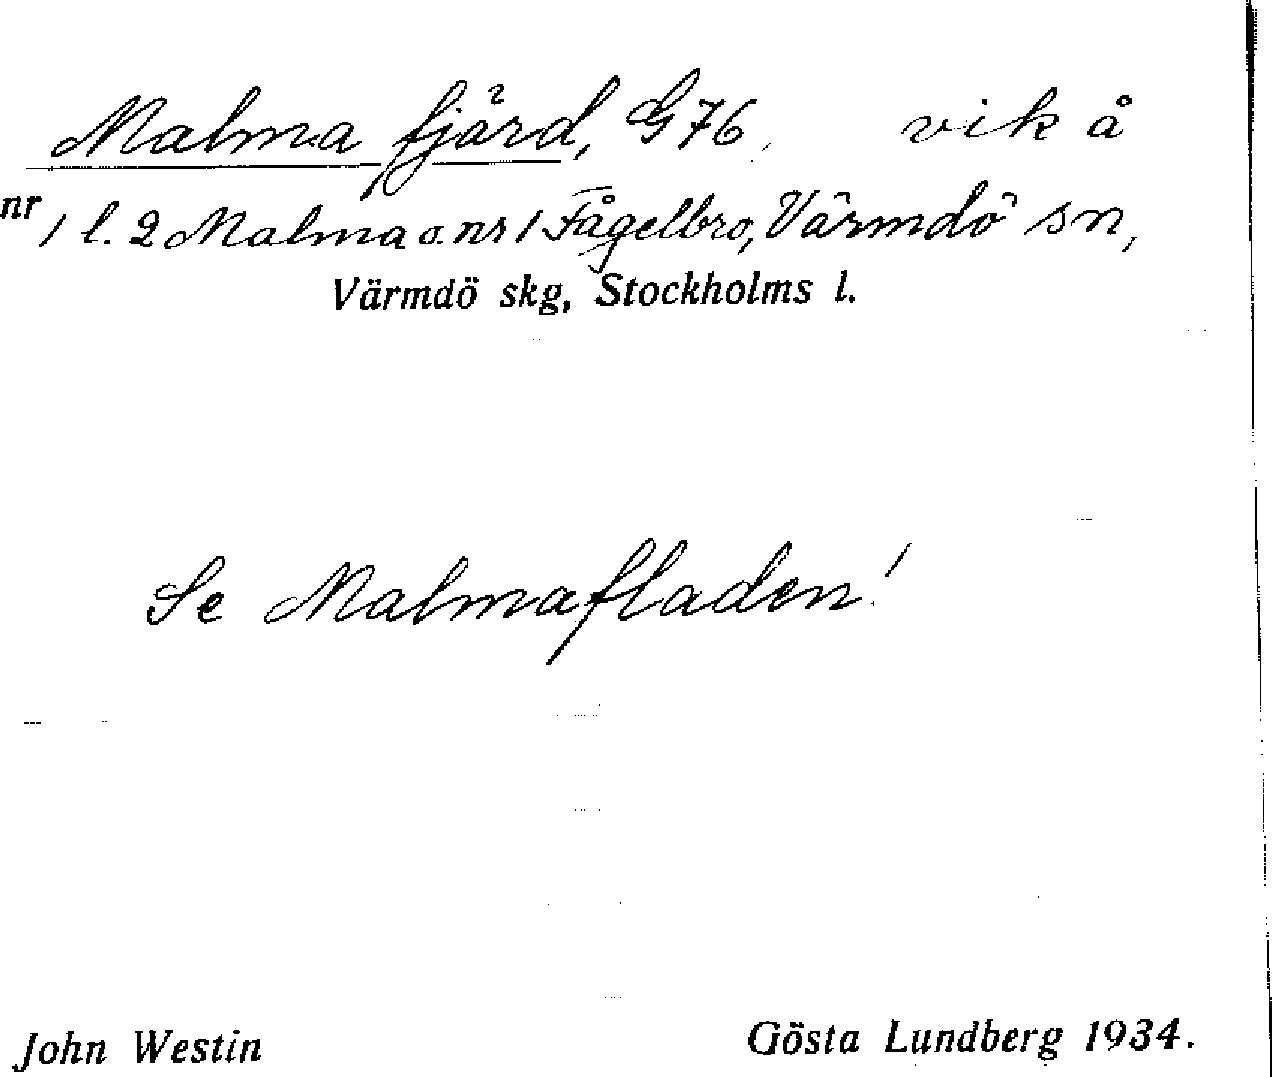 Malma fjärd, G76, vik å
nr 1 l. 2 Malma o. nr 1 Fågelbro, Värmdö sn,
Värmdö skg, Stockholms l.
Se Malmafladen!
John Westin Gösta Lundberg 1934.